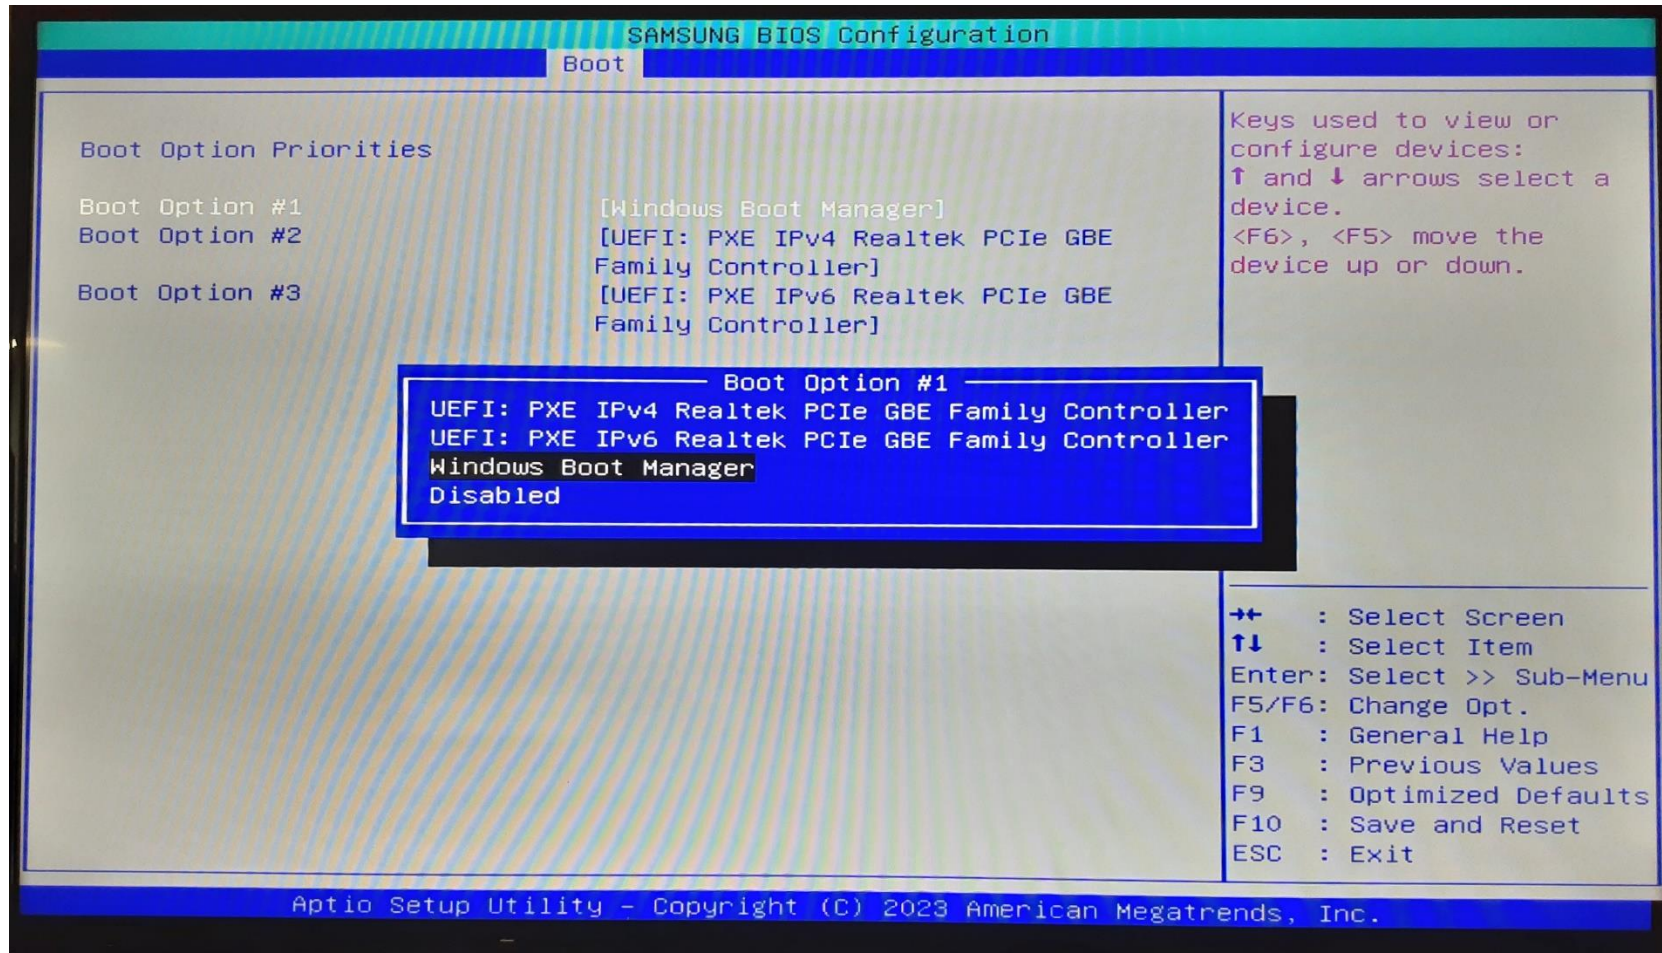 SAMSUNG BIOS Configuration
Boot
Boot Option Priorities
Boot Option #1 [Windows Boot Manager]
Boot Option #2 [UEFI: PXE IPv4 Realtek PCIe GBE
Family Controller]
Boot Option #3 [UEFI: PXE IPv6 Realtek PCIe GBE
Family Controller]
Boot Option #1
UEFI: PXE IPv4 Realtek PCIe GBE Family Controller
UEFI: PXE IPv6 Realtek PCIe GBE Family Controller
Windows Boot Manager
Disabled
Keys used to view or
configure devices:
↑ and ↓ arrows select a
device.
<F6>, <F5> move the
device up or down.
→← : Select Screen
↑↓ : Select Item
Enter: Select >> Sub-Menu
F5/F6: Change Opt.
F1 : General Help
F3 : Previous Values
F9 : Optimized Defaults
F10 : Save and Reset
ESC : Exit
Aptio Setup Utility - Copyright (C) 2023 American Megatrends, Inc.